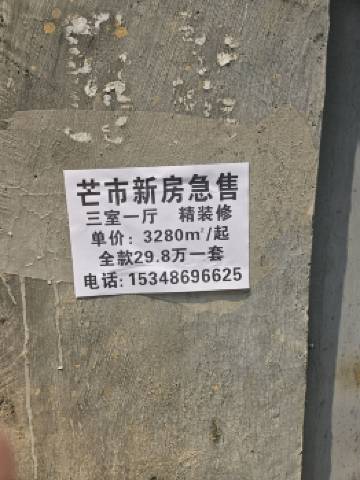 芒市新房急售
三室一厅 精装修
单价：3280m²/起
全款29.8万一套
电话:15348696625